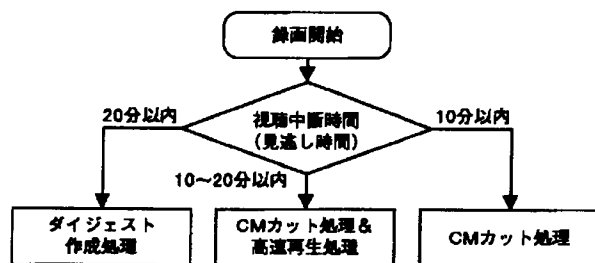 録画開始
20分以内
視聴中断時間
(見逃し時間)
10分以内
10〜20分以内
ダイジェスト
作成処理
CMカット処理&
高速再生処理
CMカット処理